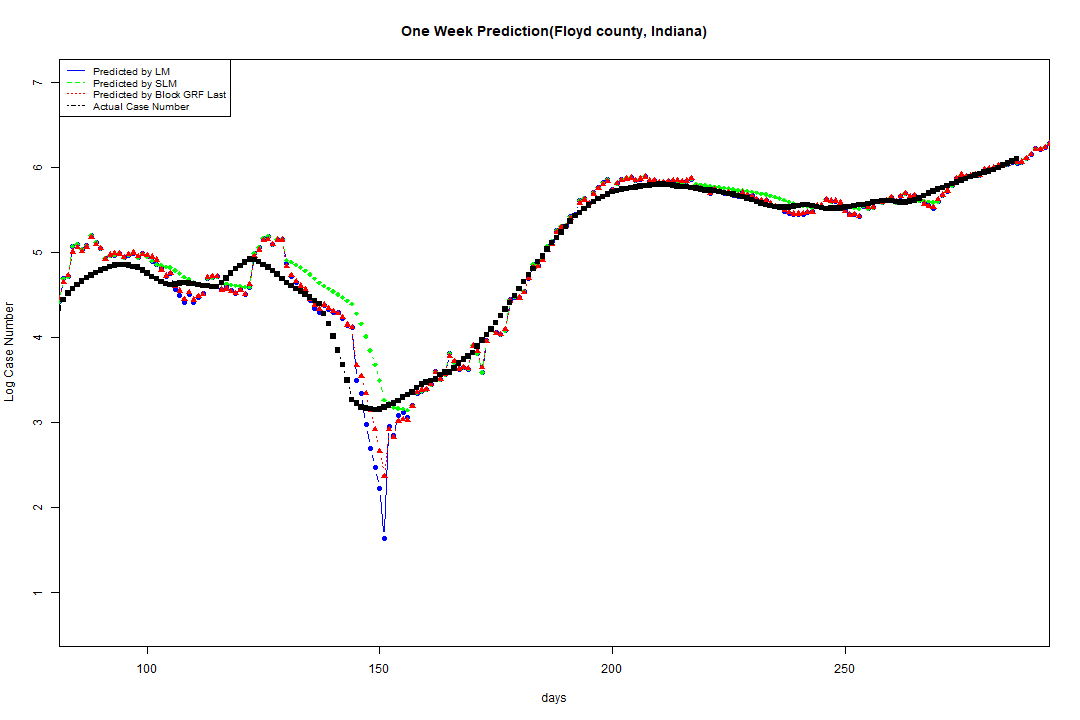 One Week Prediction(Floyd county, Indiana)
Predicted by LM
Predicted by SLM
Predicted by Block GRF Last
Actual Case Number
7
6
5
4
3
2
1
Log Case Number
100 150 200 250
days